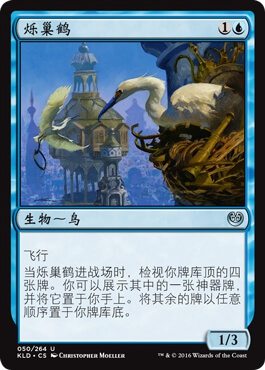 烁巢鹤 1
生物～鸟
飞行
当烁巢鹤进战场时，检视你牌库顶的四
张牌。你可以展示其中的一张神器牌，
并将它置于你手上。将其余的牌以任意
顺序置于你牌库底。
1/3
050/264 U
KLD • CS Christopher Moeller
™ & © 2016 Wizards of the Coast